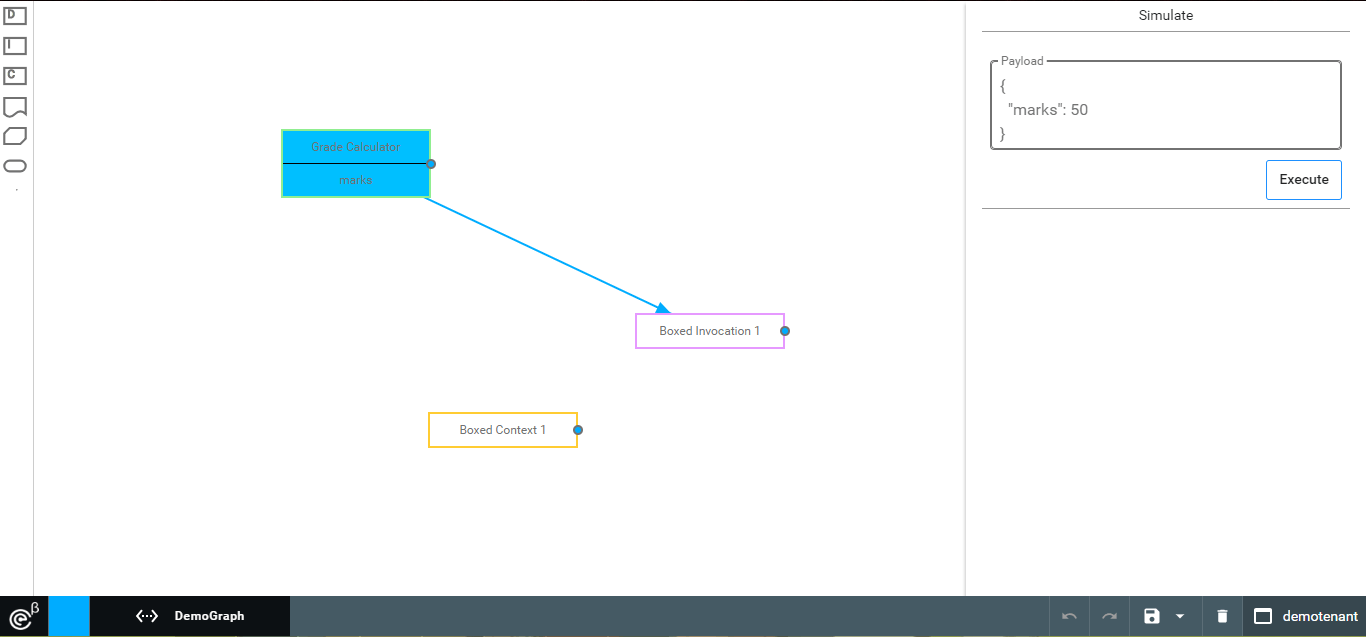 D
I
C
Grade Calculator
marks
Boxed Invocation 1
Boxed Context 1
Simulate
Payload
{
"marks": 50
}
Execute
e β
DemoGraph
demotenant